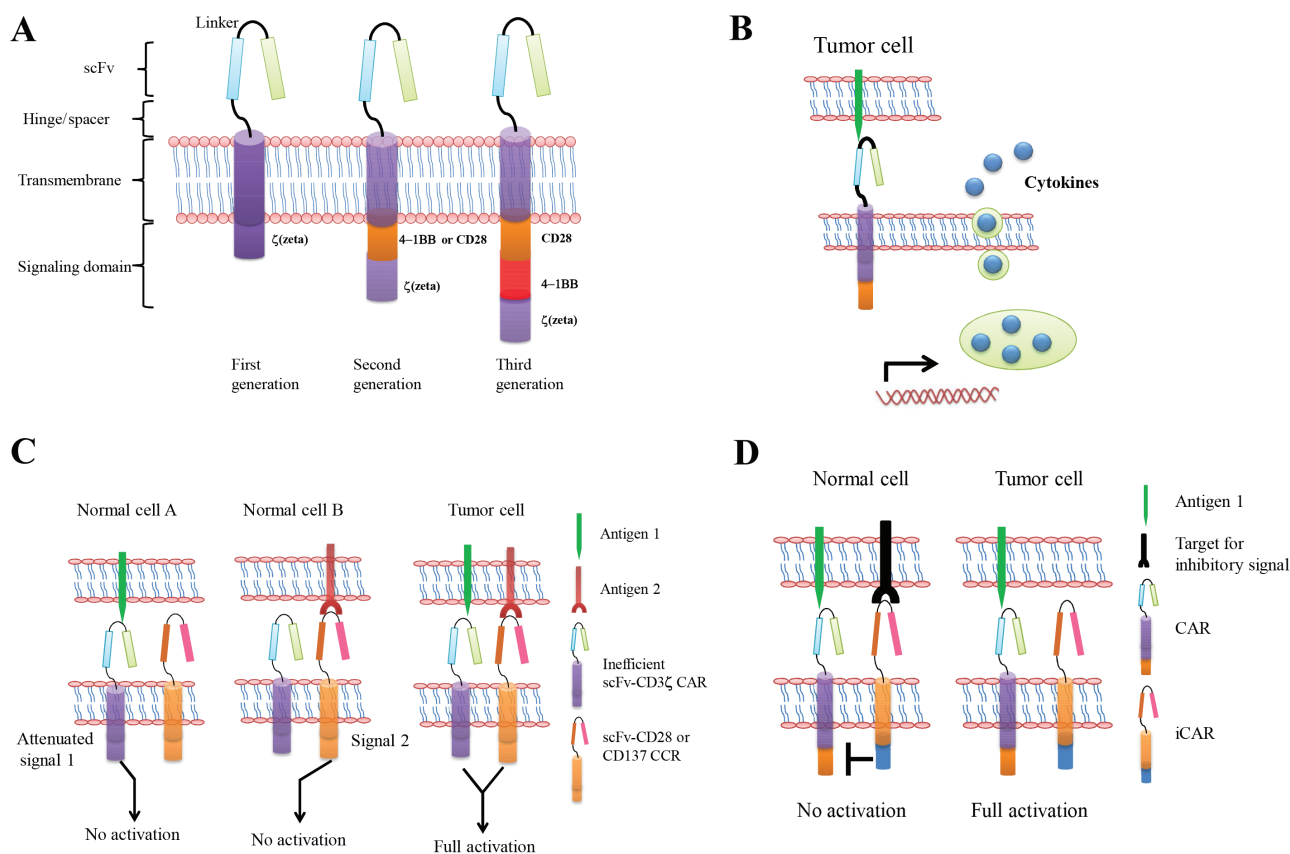 A
Linker
scFv
Hinge/spacer
Transmembrane
Signaling domain
ζ(zeta)
4–1BB or CD28
ζ(zeta)
CD28
4–1BB
ζ(zeta)
First
generation
Second
generation
Third
generation
B
Tumor cell
Cytokines
C
Normal cell A
Normal cell B
Tumor cell
Attenuated
signal 1
Signal 2
No activation
No activation
Full activation
Antigen 1
Antigen 2
Inefficient
scFv-CD3ζ CAR
scFv-CD28 or
CD137 CCR
D
Normal cell
Tumor cell
No activation
Full activation
Antigen 1
Target for
inhibitory signal
CAR
iCAR